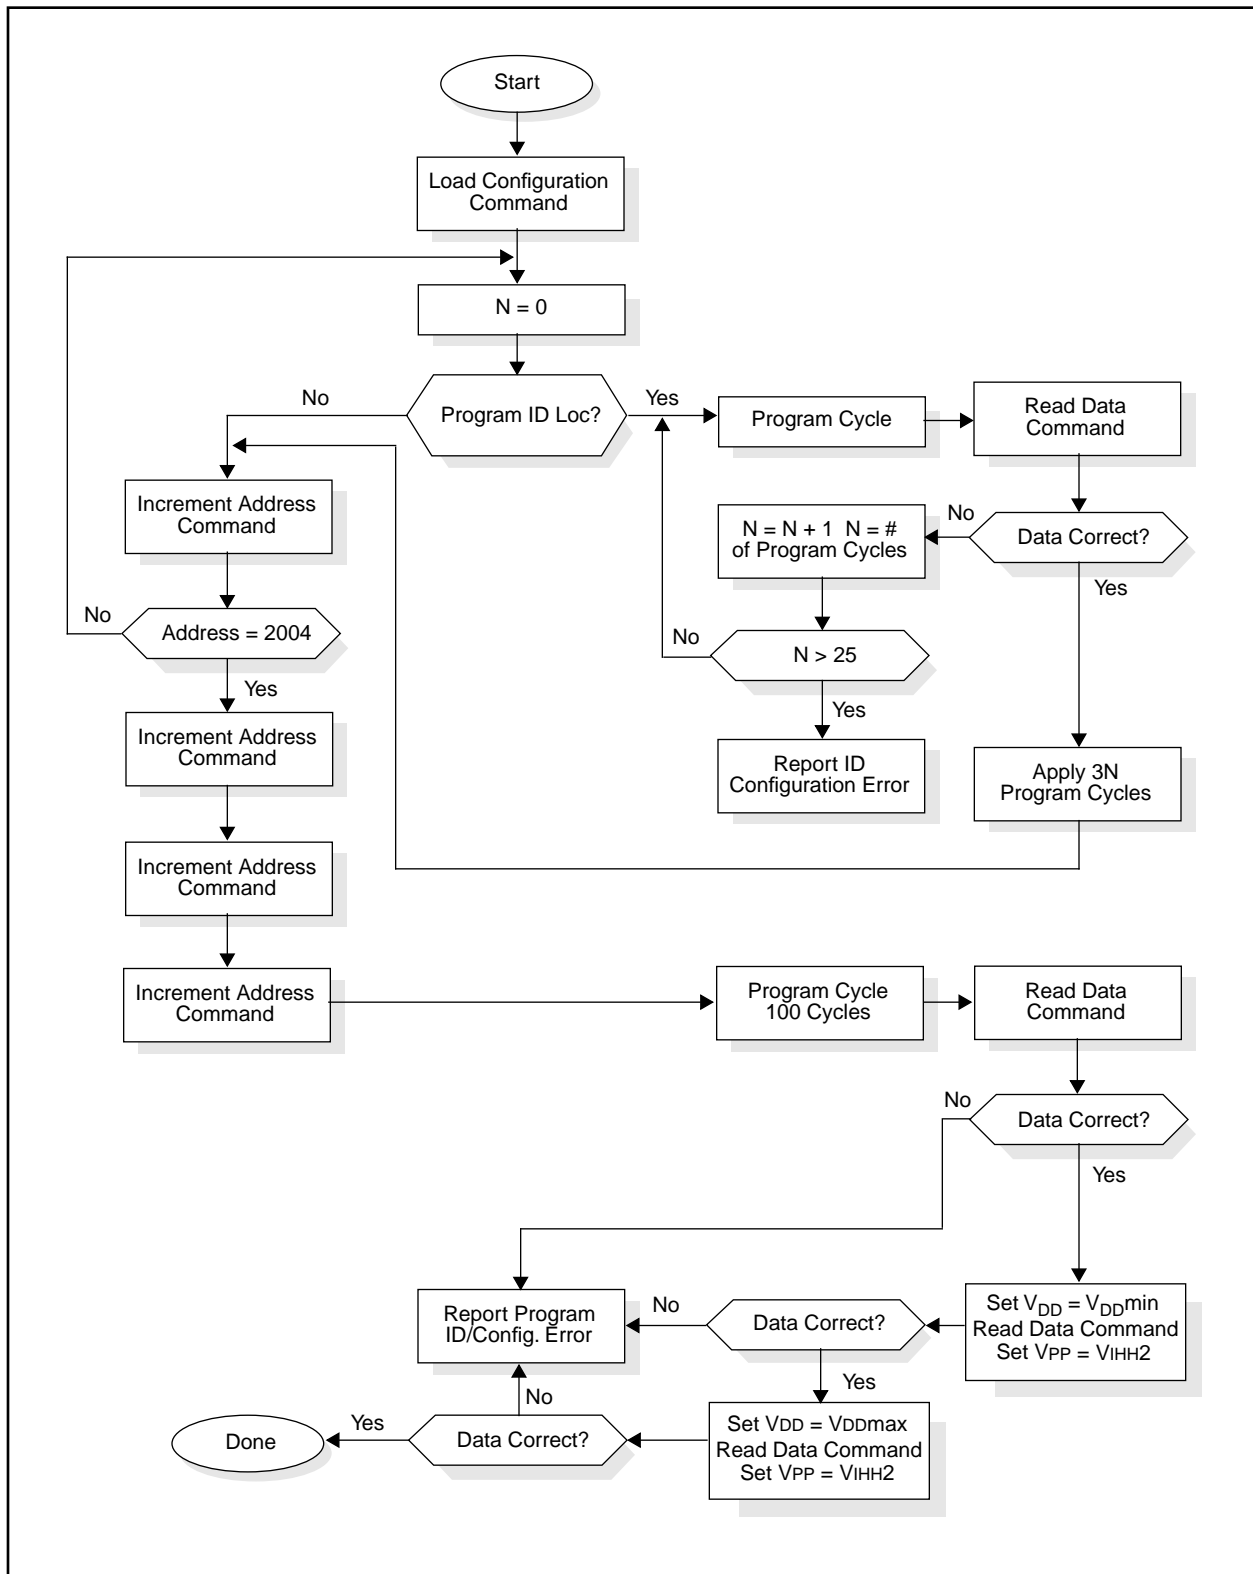 Start
Load Configuration
Command
N = 0
No
Program ID Loc?
Yes
Program Cycle
Read Data
Command
Increment Address
Command
N = N + 1  N = #
of Program Cycles
No
Data Correct?
Yes
No
Address = 2004
Yes
No
N > 25
Yes
Increment Address
Command
Report ID
Configuration Error
Apply 3N
Program Cycles
Increment Address
Command
Increment Address
Command
Program Cycle
100 Cycles
Read Data
Command
No
Data Correct?
Yes
Set VDD = VDDmin
Read Data Command
Set VPP = VIHH2
Report Program
ID/Config. Error
No
Data Correct?
Yes
Set VDD = VDDmax
Read Data Command
Set VPP = VIHH2
No
Data Correct?
Yes
Done